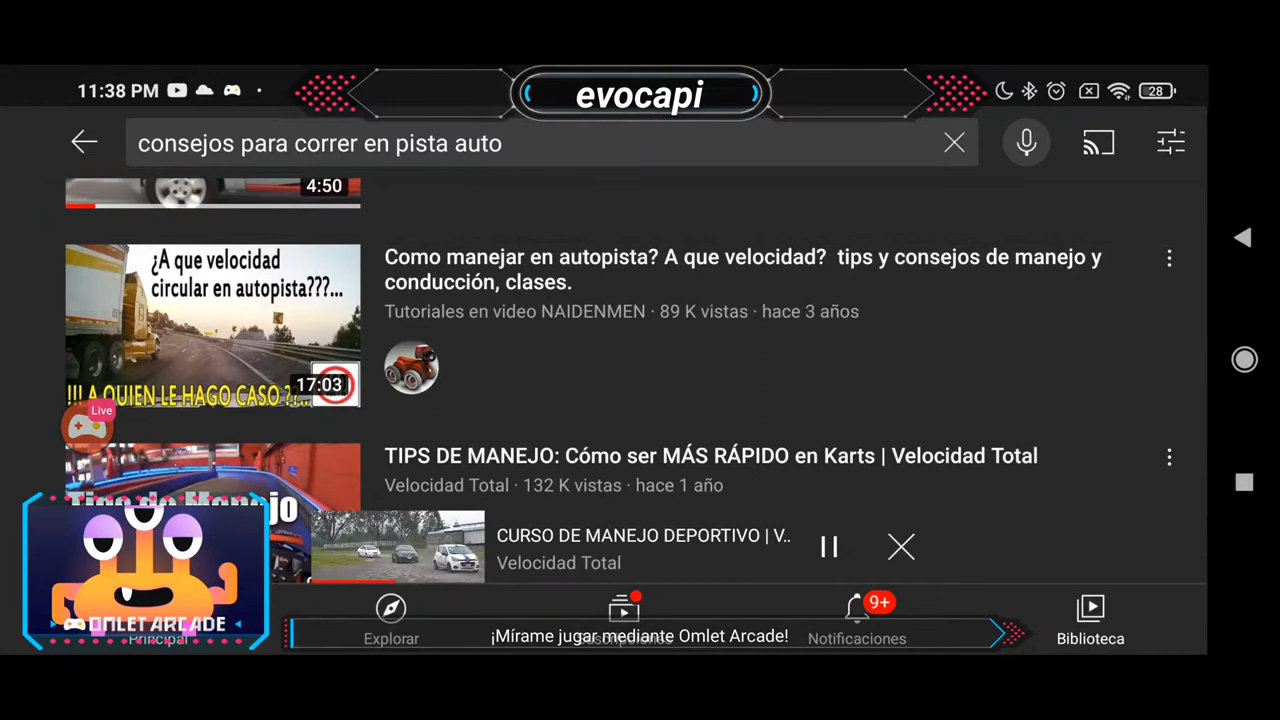 11:38 PM
evocapi
28
consejos para correr en pista auto
4:50
¿A que velocidad
circular en autopista???...
!!! A QUIEN LE HAGO CASO ??..
17:03
Como manejar en autopista? A que velocidad? tips y consejos de manejo y
conducción, clases.
Tutoriales en video NAIDENMEN · 89 K vistas · hace 3 años
Live
TIPS DE MANEJO: Cómo ser MÁS RÁPIDO en Karts | Velocidad Total
Velocidad Total · 132 K vistas · hace 1 año
Tips de Manejo
CURSO DE MANEJO DEPORTIVO | V..
Velocidad Total
OMLET ARCADE
Principal
Explorar
¡Mírame jugar mediante Omlet Arcade!
9+
Notificaciones
Biblioteca